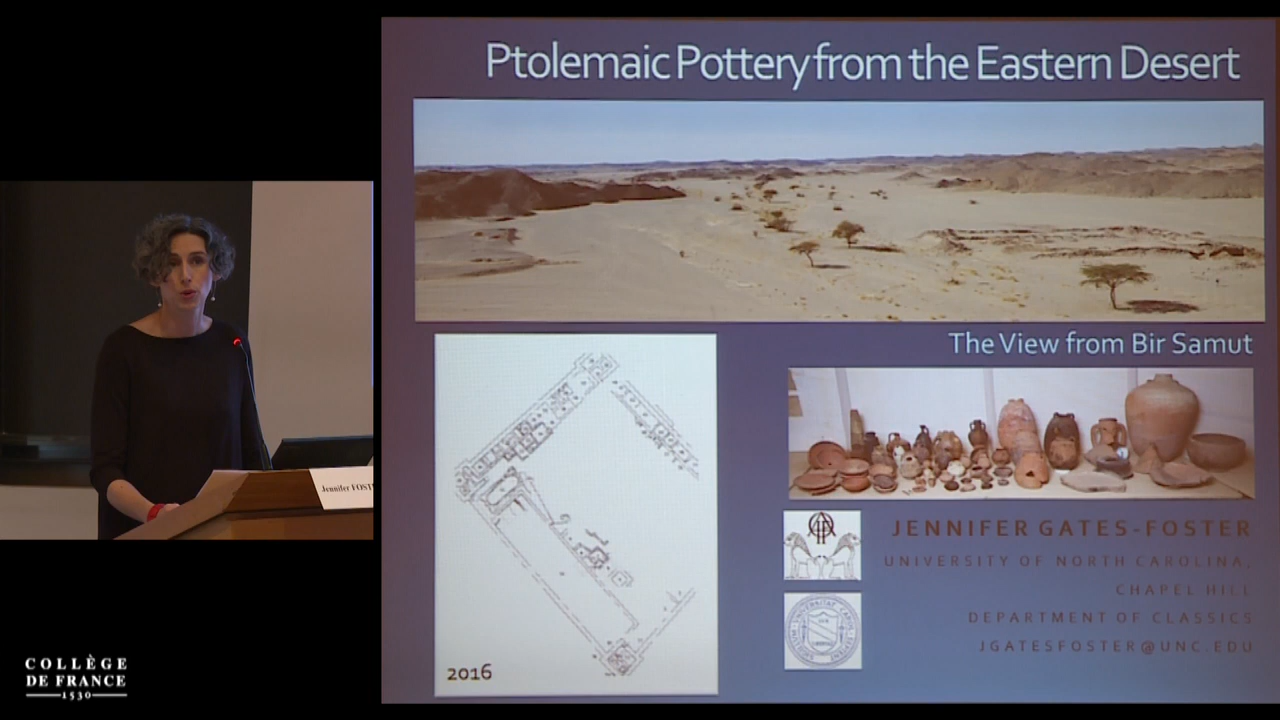 Ptolemaic Pottery from the Eastern Desert
The View from Bir Samut
2016
JENNIFER GATES-FOSTER
UNIVERSITY OF NORTH CAROLINA,
CHAPEL HILL
DEPARTMENT OF CLASSICS
JGATESFOSTER@UNC.EDU
Jennifer FOST
COLLÈGE
DE FRANCE
1530